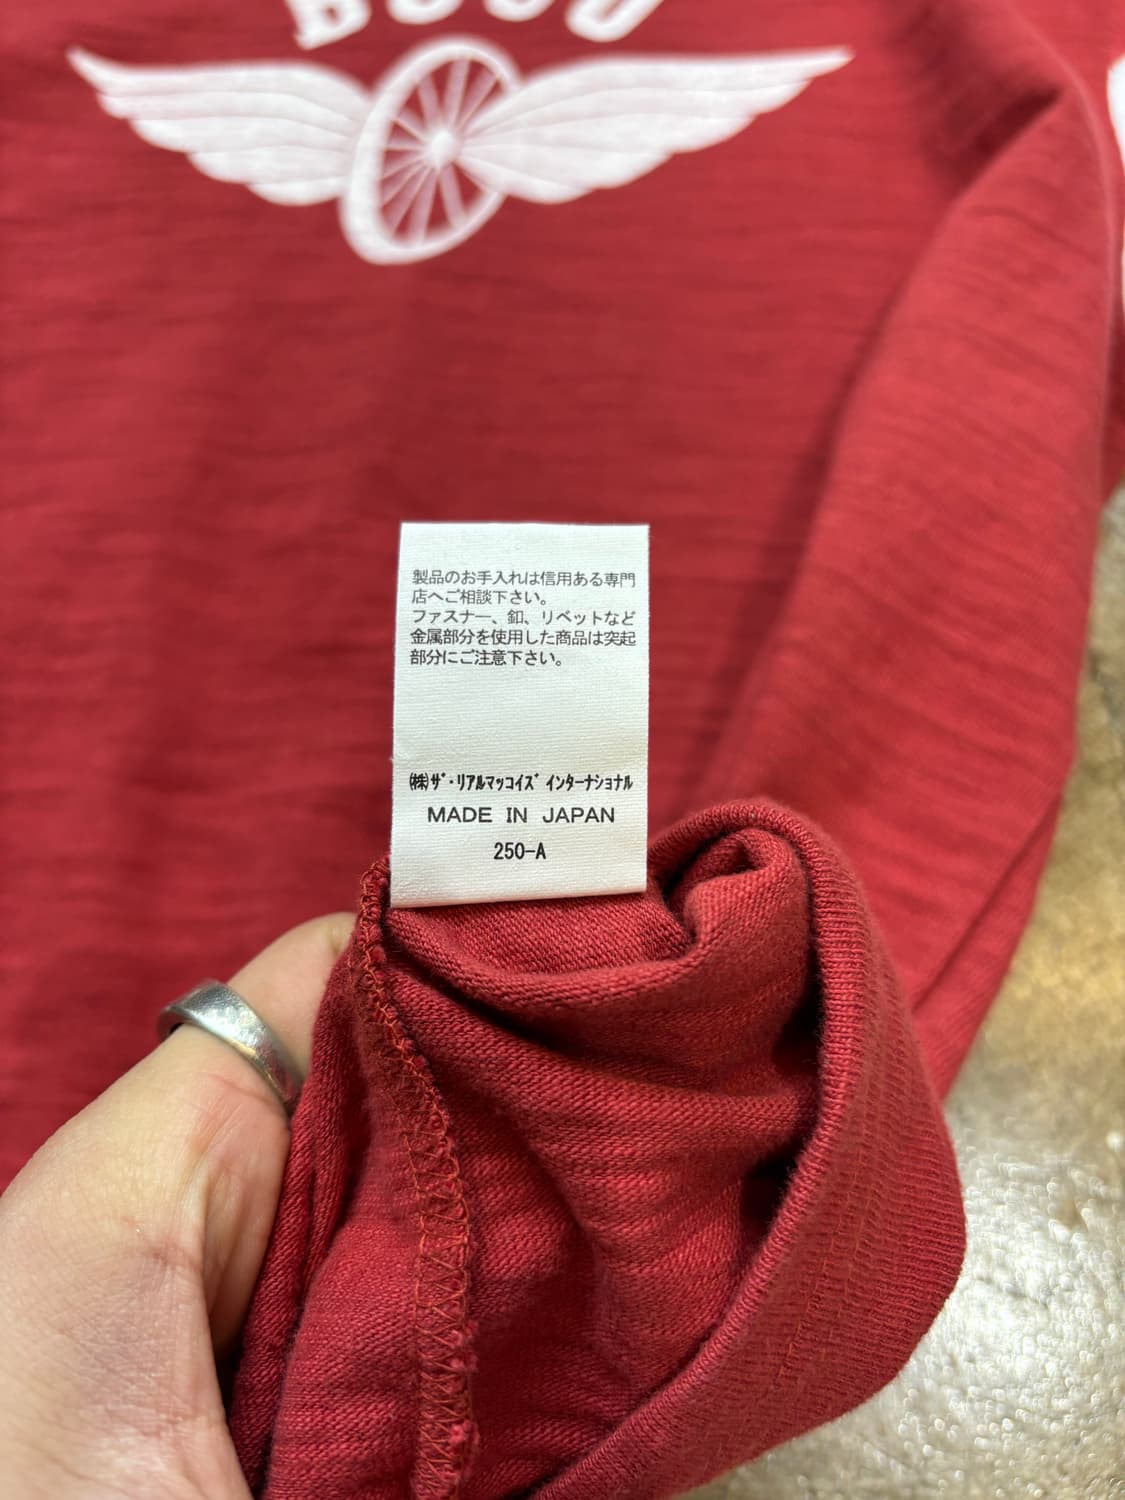 製品のお手入れは信用ある専門
店へご相談下さい。
ファスナー、釦、リベットなど
金属部分を使用した商品は突起
部分にご注意下さい。
㈱ザ・リアルマッコイズ インターナショナル
MADE IN JAPAN
250-A